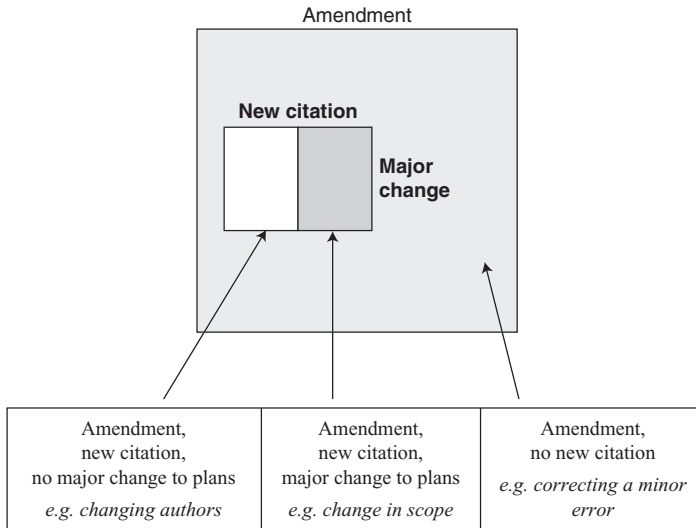 Amendment
New citation
Major
change
Amendment,
new citation,
no major change to plans
e.g. changing authors
Amendment,
new citation,
major change to plans
e.g. change in scope
Amendment,
no new citation
e.g. correcting a minor
error